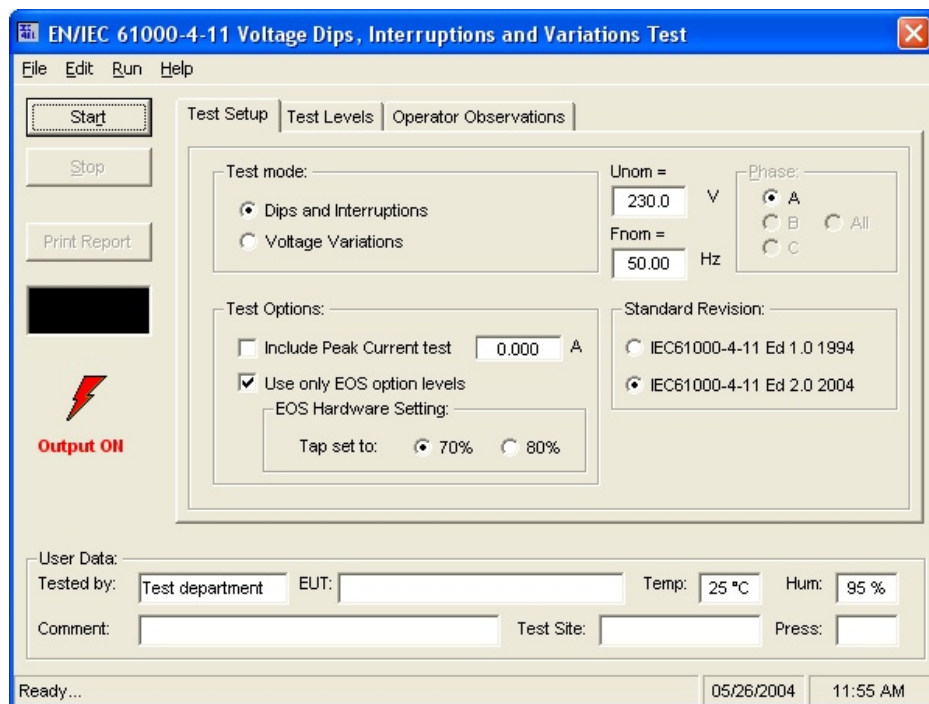 EN/IEC 61000-4-11 Voltage Dips, Interruptions and Variations Test
File Edit Run Help
Start
Stop
Print Report
Output ON
Test Setup Test Levels Operator Observations
Test mode:
Dips and Interruptions
Voltage Variations
Unom =
230.0 V
Fnom =
50.00 Hz
Phase:
A
B All
C
Test Options:
Include Peak Current test 0.000 A
Use only EOS option levels
EOS Hardware Setting:
Tap set to: 70% 80%
Standard Revision:
IEC61000-4-11 Ed 1.0 1994
IEC61000-4-11 Ed 2.0 2004
User Data:
Tested by: Test department EUT: Temp: 25 °C Hum: 95 %
Comment: Test Site: Press:
Ready... 05/26/2004 11:55 AM